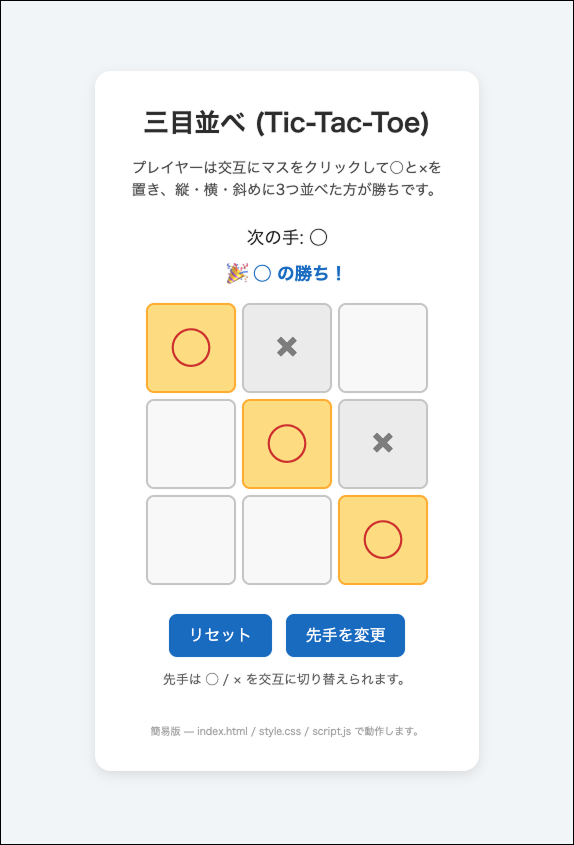 三目並べ (Tic-Tac-Toe)
プレイヤーは交互にマスをクリックして◯と×を
置き、縦・横・斜めに3つ並べた方が勝ちです。
次の手: ◯
🎉 ◯ の勝ち！
◯ ✖
◯ ✖
◯
リセット 先手を変更
先手は ◯ / × を交互に切り替えられます。
簡易版 — index.html / style.css / script.js で動作します。